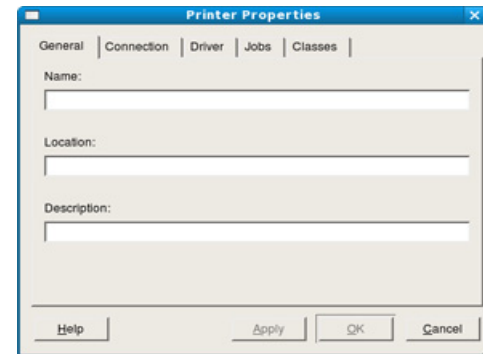 Printer Properties
General Connection Driver Jobs Classes
Name:
Location:
Description:
Help Apply OK Cancel